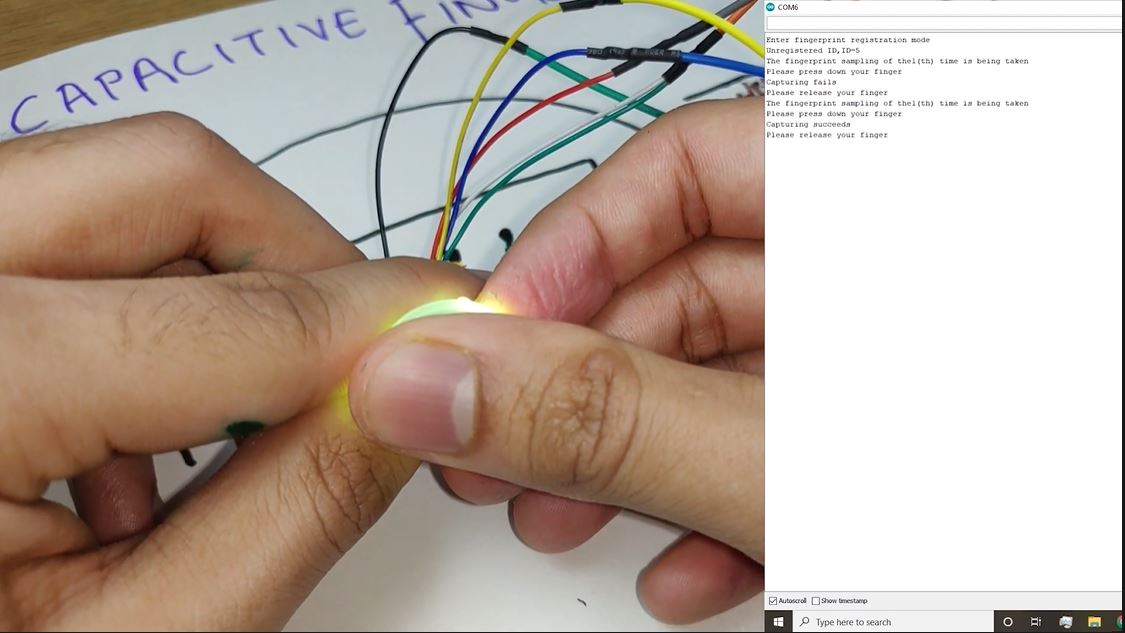 CAPACITIVE
COM6
Enter fingerprint registration mode
Unregistered ID,ID=5
The fingerprint sampling of the1(th) time is being taken
Please press down your finger
Capturing fails
Please release your finger
The fingerprint sampling of the1(th) time is being taken
Please press down your finger
Capturing succeeds
Please release your finger
Autoscroll
Show timestamp
Type here to search